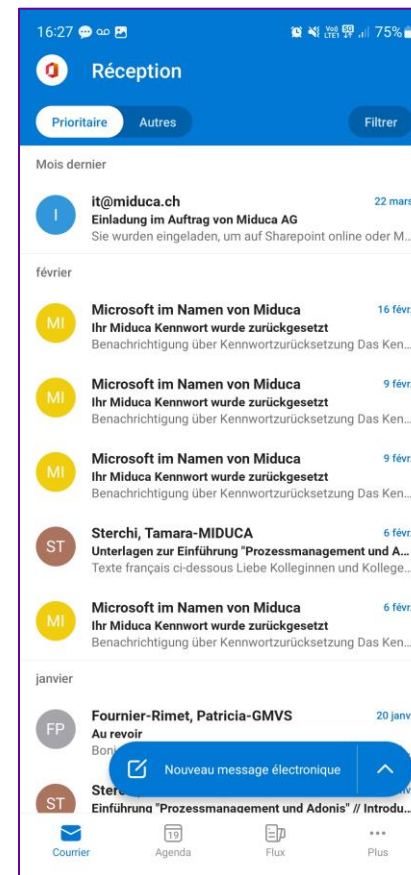 16:27 75%
Réception
Prioritaire Autres Filtrer
Mois dernier
I it@miduca.ch 22 mars
Einladung im Auftrag von Miduca AG
Sie wurden eingeladen, um auf Sharepoint online oder M...
février
MI Microsoft im Namen von Miduca 16 févr.
Ihr Miduca Kennwort wurde zurückgesetzt
Benachrichtigung über Kennwortzurücksetzung Das Ken...
MI Microsoft im Namen von Miduca 9 févr.
Ihr Miduca Kennwort wurde zurückgesetzt
Benachrichtigung über Kennwortzurücksetzung Das Ken...
MI Microsoft im Namen von Miduca 9 févr.
Ihr Miduca Kennwort wurde zurückgesetzt
Benachrichtigung über Kennwortzurücksetzung Das Ken...
ST Sterchi, Tamara-MIDUCA 6 févr.
Unterlagen zur Einführung "Prozessmanagement und A...
Texte français ci-dessous Liebe Kolleginnen und Kollege...
MI Microsoft im Namen von Miduca 6 févr.
Ihr Miduca Kennwort wurde zurückgesetzt
Benachrichtigung über Kennwortzurücksetzung Das Ken...
janvier
FP Fournier-Rimet, Patricia-GMVS 20 janv.
Au revoir
Nouveau message électronique
ST
Einführung "Prozessmanagement und Adonis" // Introdu...
19
Courrier Agenda Flux Plus